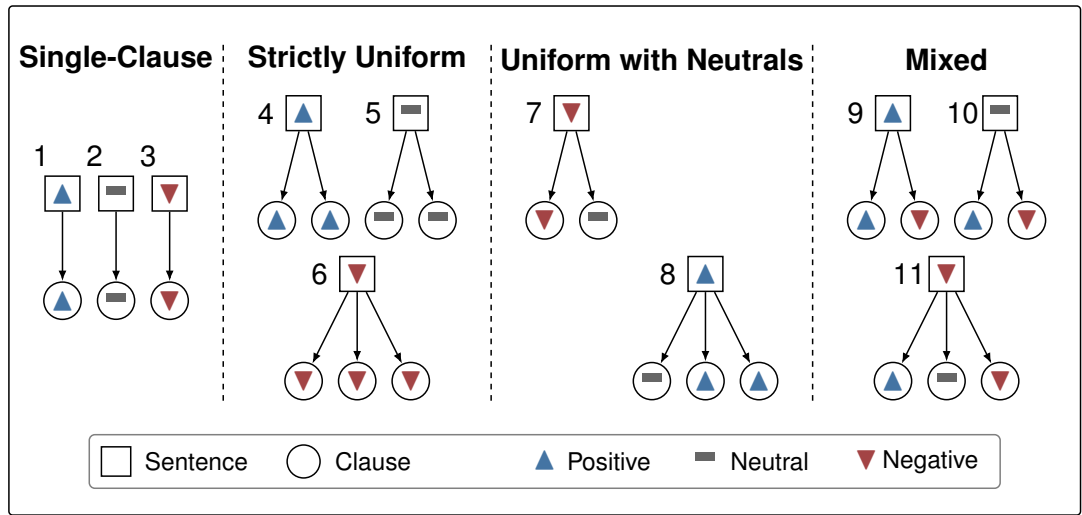 Single-Clause
Strictly Uniform
Uniform with Neutrals
Mixed
1 2 3
4 5
6
7
8
9 10
11
Sentence Clause Positive Neutral Negative